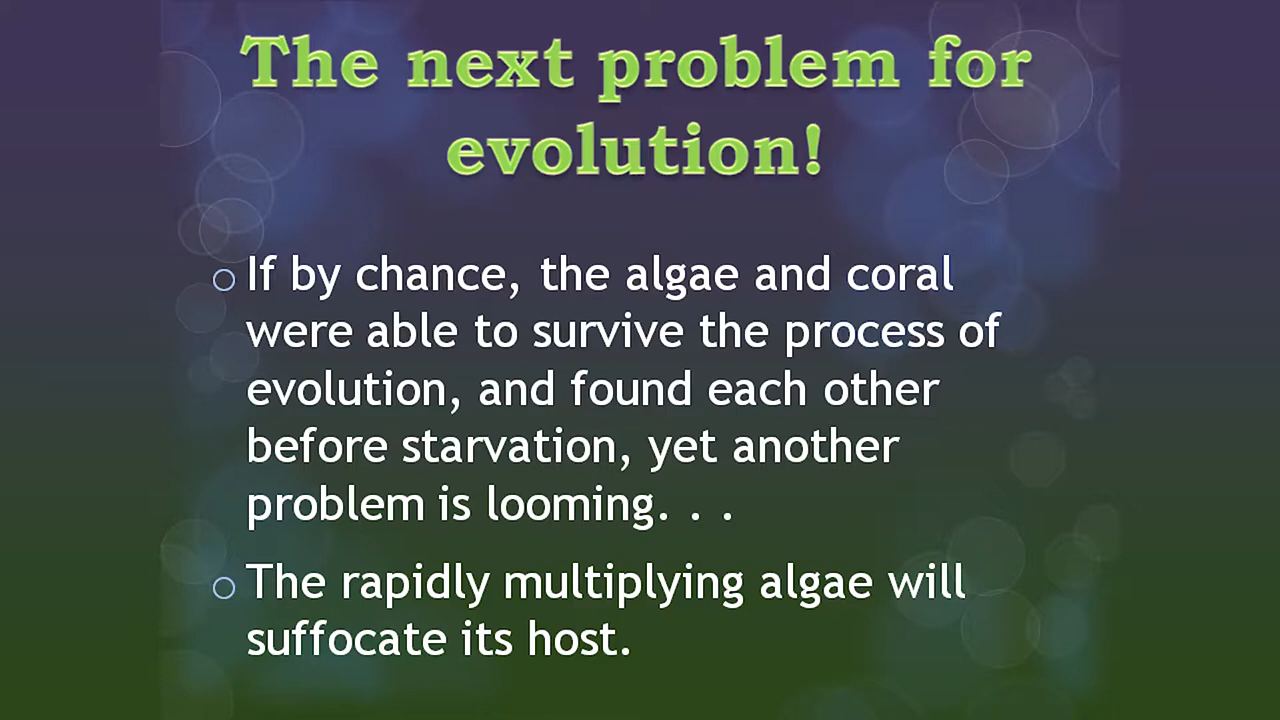 The next problem for
evolution!
If by chance, the algae and coral
were able to survive the process of
evolution, and found each other
before starvation, yet another
problem is looming. . .
The rapidly multiplying algae will
suffocate its host.